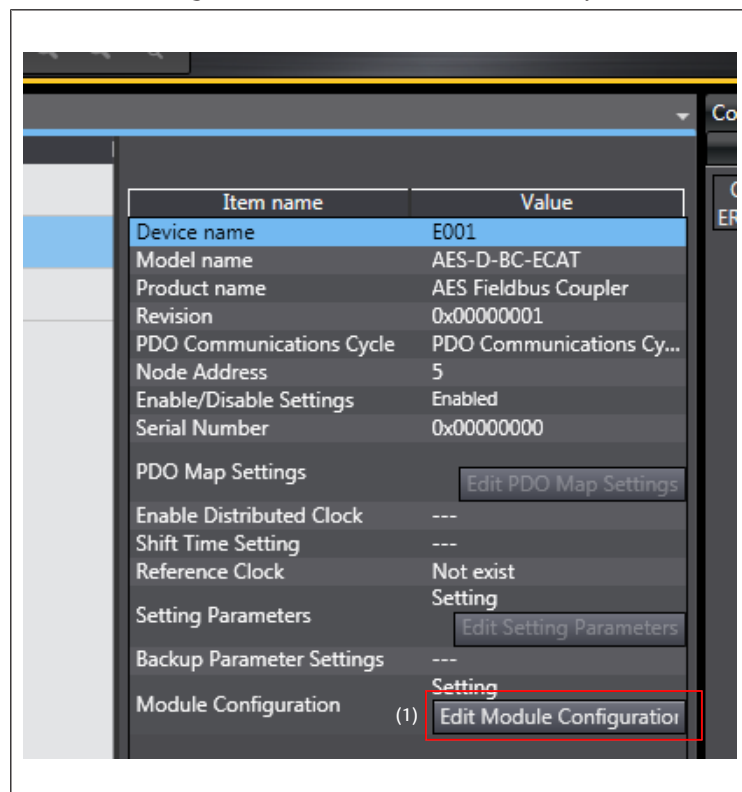 Co
Item name Value
ER
Device name E001
Model name AES-D-BC-ECAT
Product name AES Fieldbus Coupler
Revision 0x00000001
PDO Communications Cycle PDO Communications Cy...
Node Address 5
Enable/Disable Settings Enabled
Serial Number 0x00000000
PDO Map Settings Edit PDO Map Settings
Enable Distributed Clock ---
Shift Time Setting ---
Reference Clock Not exist
Setting
Setting Parameters Edit Setting Parameters
Backup Parameter Settings ---
Setting
Module Configuration (1) Edit Module Configuration